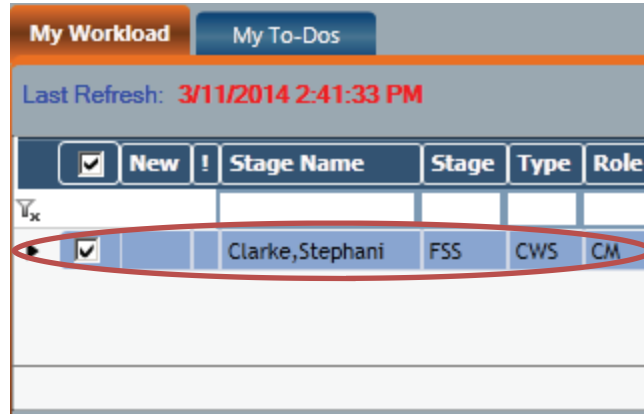 My Workload My To-Dos
Last Refresh: 3/11/2014 2:41:33 PM
New ! Stage Name Stage Type Role
Clarke,Stephani FSS CWS CM